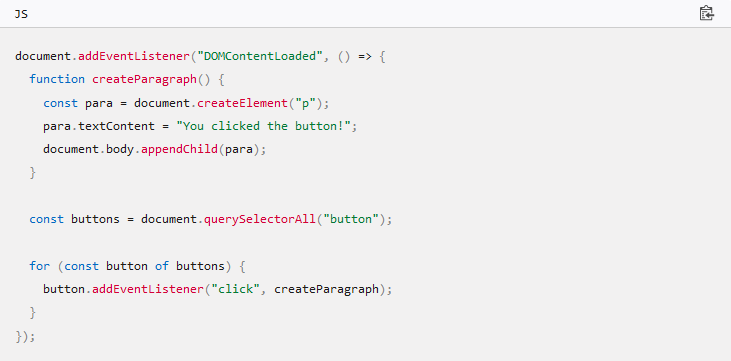 JS
document.addEventListener("DOMContentLoaded", () => {
  function createParagraph() {
    const para = document.createElement("p");
    para.textContent = "You clicked the button!";
    document.body.appendChild(para);
  }

  const buttons = document.querySelectorAll("button");

  for (const button of buttons) {
    button.addEventListener("click", createParagraph);
  }
});